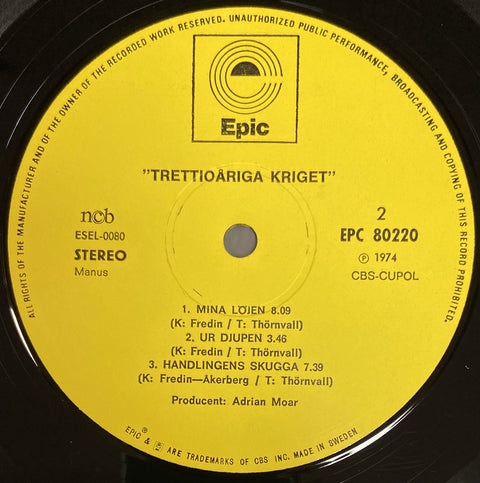 ALL RIGHTS OF THE MANUFACTURER AND OF THE OWNER OF THE RECORDED WORK RESERVED. UNAUTHORIZED PUBLIC PERFORMANCE, BROADCASTING AND COPYING OF THIS RECORD PROHIBITED.
Epic
"TRETTIOÅRIGA KRIGET"
ncb
ESEL-0080
STEREO
Manus
2
EPC 80220
Ⓟ 1974
CBS-CUPOL
1. MINA LÖJEN 8.09
(K: Fredin / T: Thörnvall)
2. UR DJUPEN 3.46
(K: Fredin / T: Thörnvall)
3. HANDLINGENS SKUGGA 7.39
(K: Fredin—Åkerberg / T: Thörnvall)
Producent: Adrian Moar
EPIC ® & Ⓟ ARE TRADEMARKS OF CBS INC. MADE IN SWEDEN